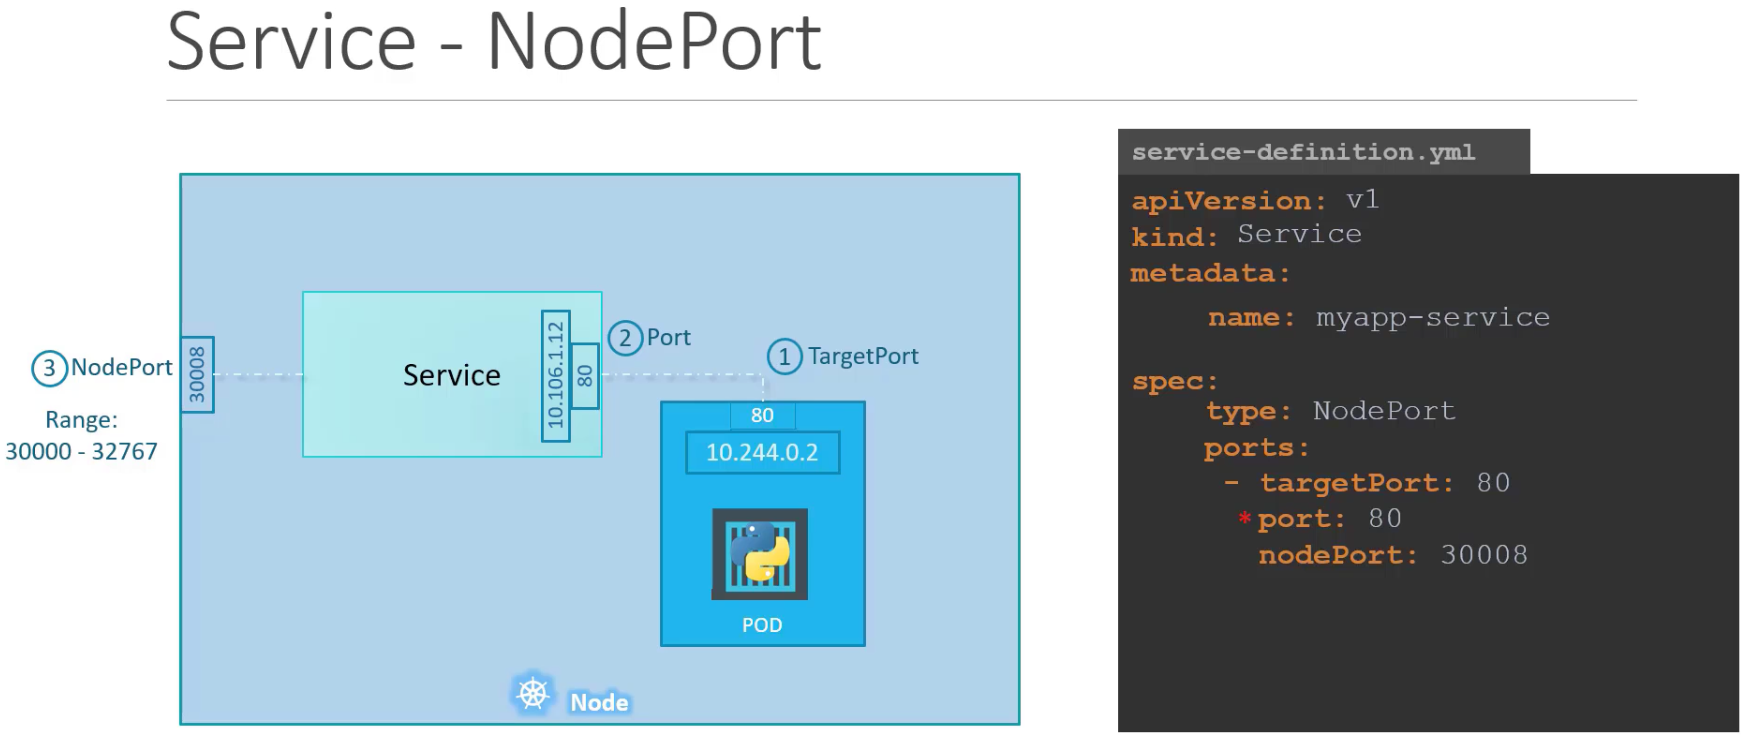 Service - NodePort
3 NodePort
Range:
30000 - 32767
30008
Service
10.106.1.12
80
2 Port
1 TargetPort
80
10.244.0.2
POD
Node
service-definition.yml
apiVersion: v1
kind: Service
metadata:
name: myapp-service
spec:
type: NodePort
ports:
- targetPort: 80
* port: 80
nodePort: 30008